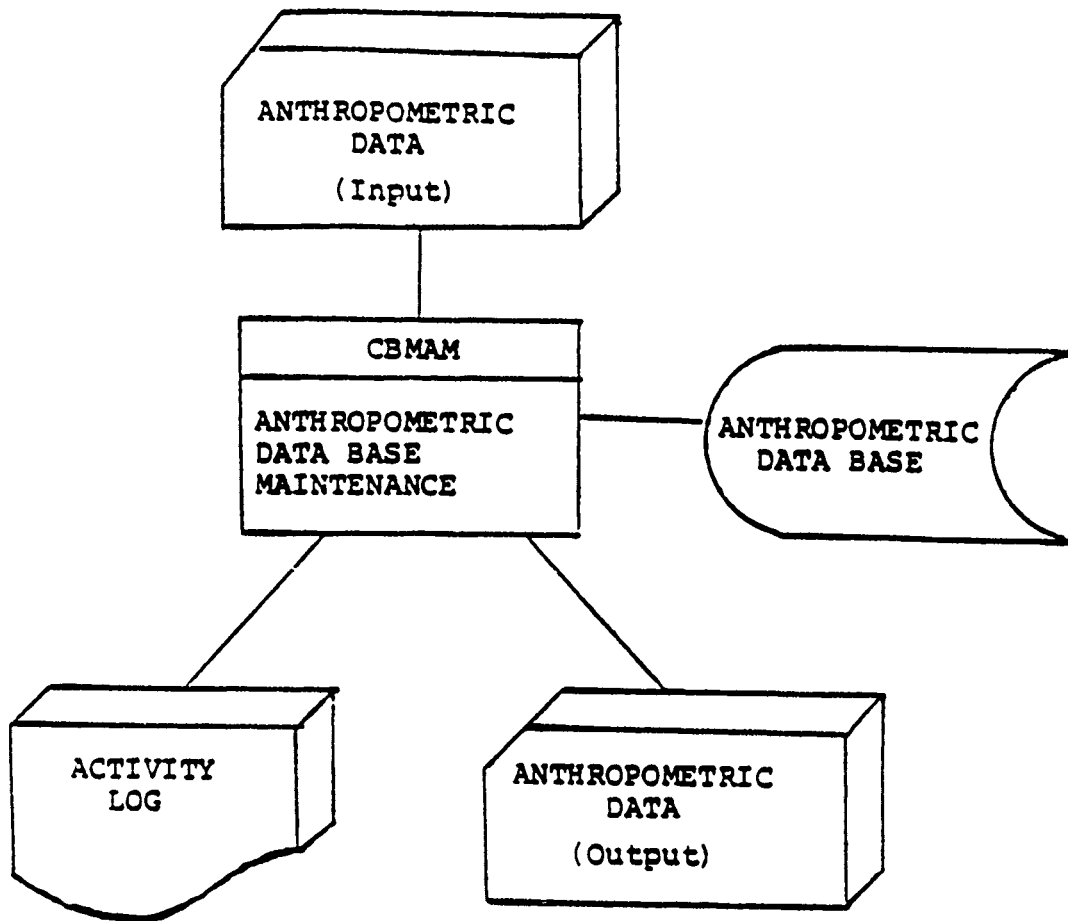 ANTHROPOMETRIC
DATA
(Input)
CBMAM
ANTHROPOMETRIC
DATA BASE
MAINTENANCE
ANTHROPOMETRIC
DATA BASE
ACTIVITY
LOG
ANTHROPOMETRIC
DATA
(Output)